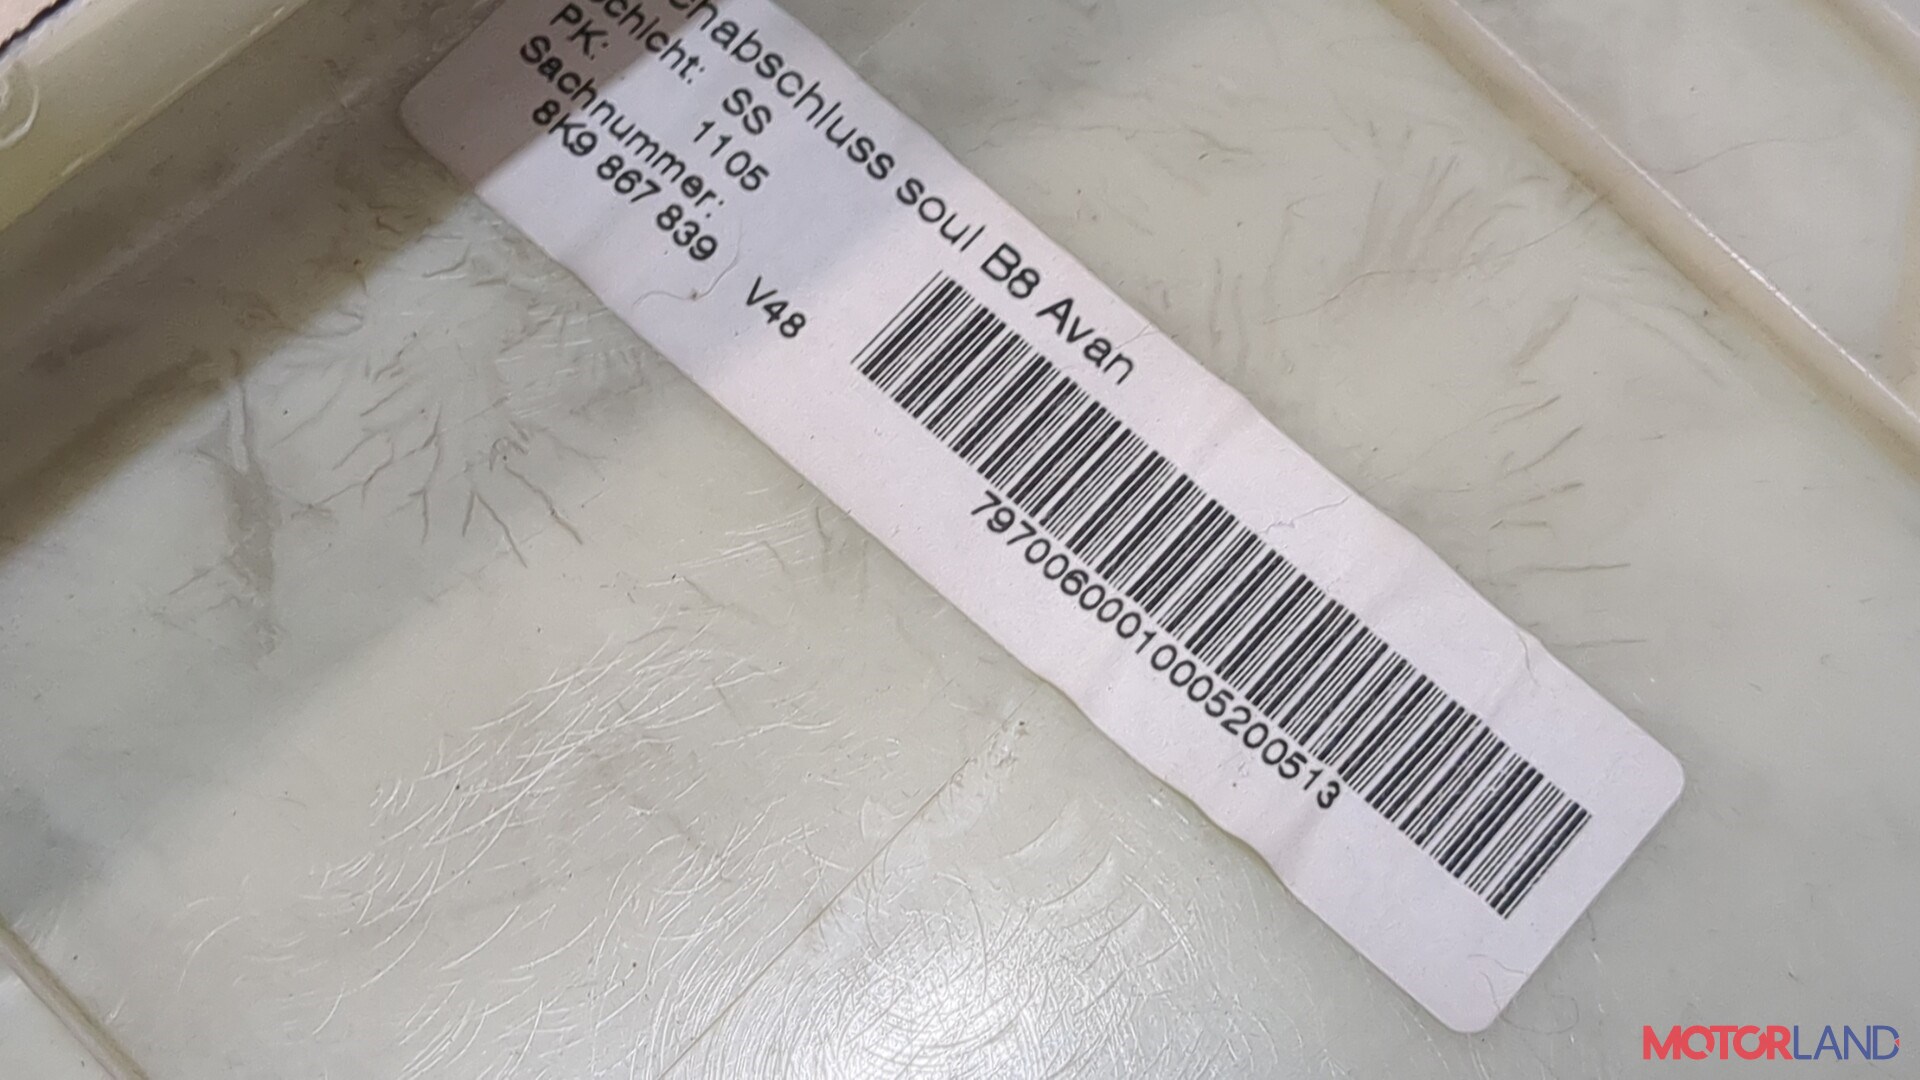 chabschluss soul B8 Avan
chicht: SS
PK: 1105
Sachnummer:
8K9 867 839 V48
79700600010005200513
MOTORLAND